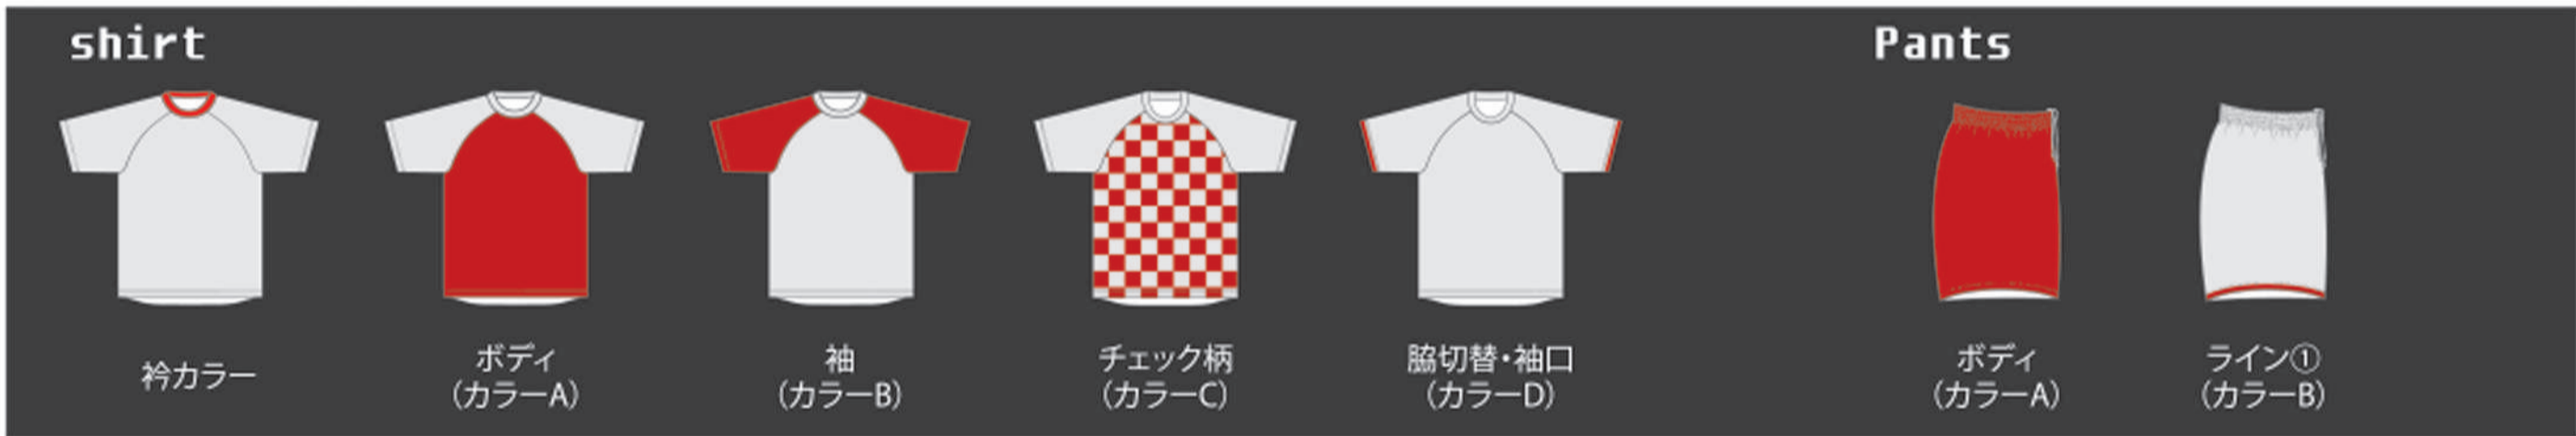 shirt
Pants
衿カラー
ボディ
（カラーA）
袖
（カラーB）
チェック柄
（カラーC）
脇切替・袖口
（カラーD）
ボディ
（カラーA）
ライン①
（カラーB）